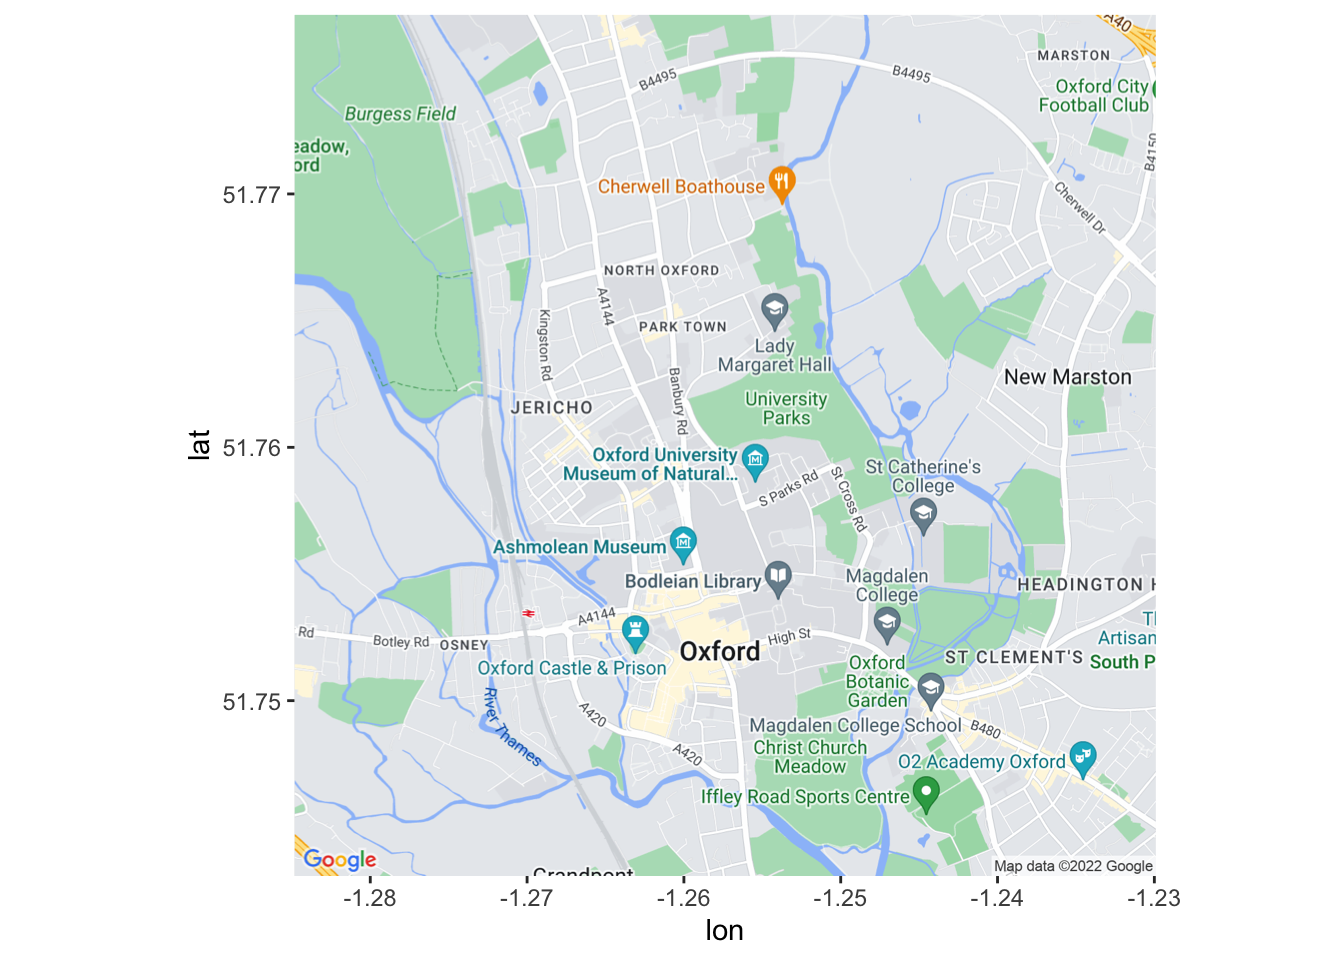 A40
MARSTON
B4495
B4495
Oxford City
Football Club
Burgess Field
eadow,
ord
B4150
Cherwell Boathouse
51.77
Cherwell Dr
NORTH OXFORD
A4144
Kingston Rd
PARK TOWN
Lady
Margaret Hall
New Marston
Banbury Rd
University
Parks
JERICHO
lat
51.76
Oxford University
Museum of Natural...
St Catherine's
College
S Parks Rd
St Cross Rd
Ashmolean Museum
Bodleian Library
Magdalen
College
HEADINGTON H
A4144
Rd
Botley Rd
OSNEY
High St
Oxford
TI
Artisan
South P
ST CLEMENT'S
Oxford Castle & Prison
Oxford
Botanic
Garden
51.75
River Thames
A420
Magdalen College School
B480
A420
Christ Church
Meadow
O2 Academy Oxford
Iffley Road Sports Centre
Google
Grandpont
Map data ©2022 Google
-1.28
-1.27
-1.26
-1.25
-1.24
-1.23
lon